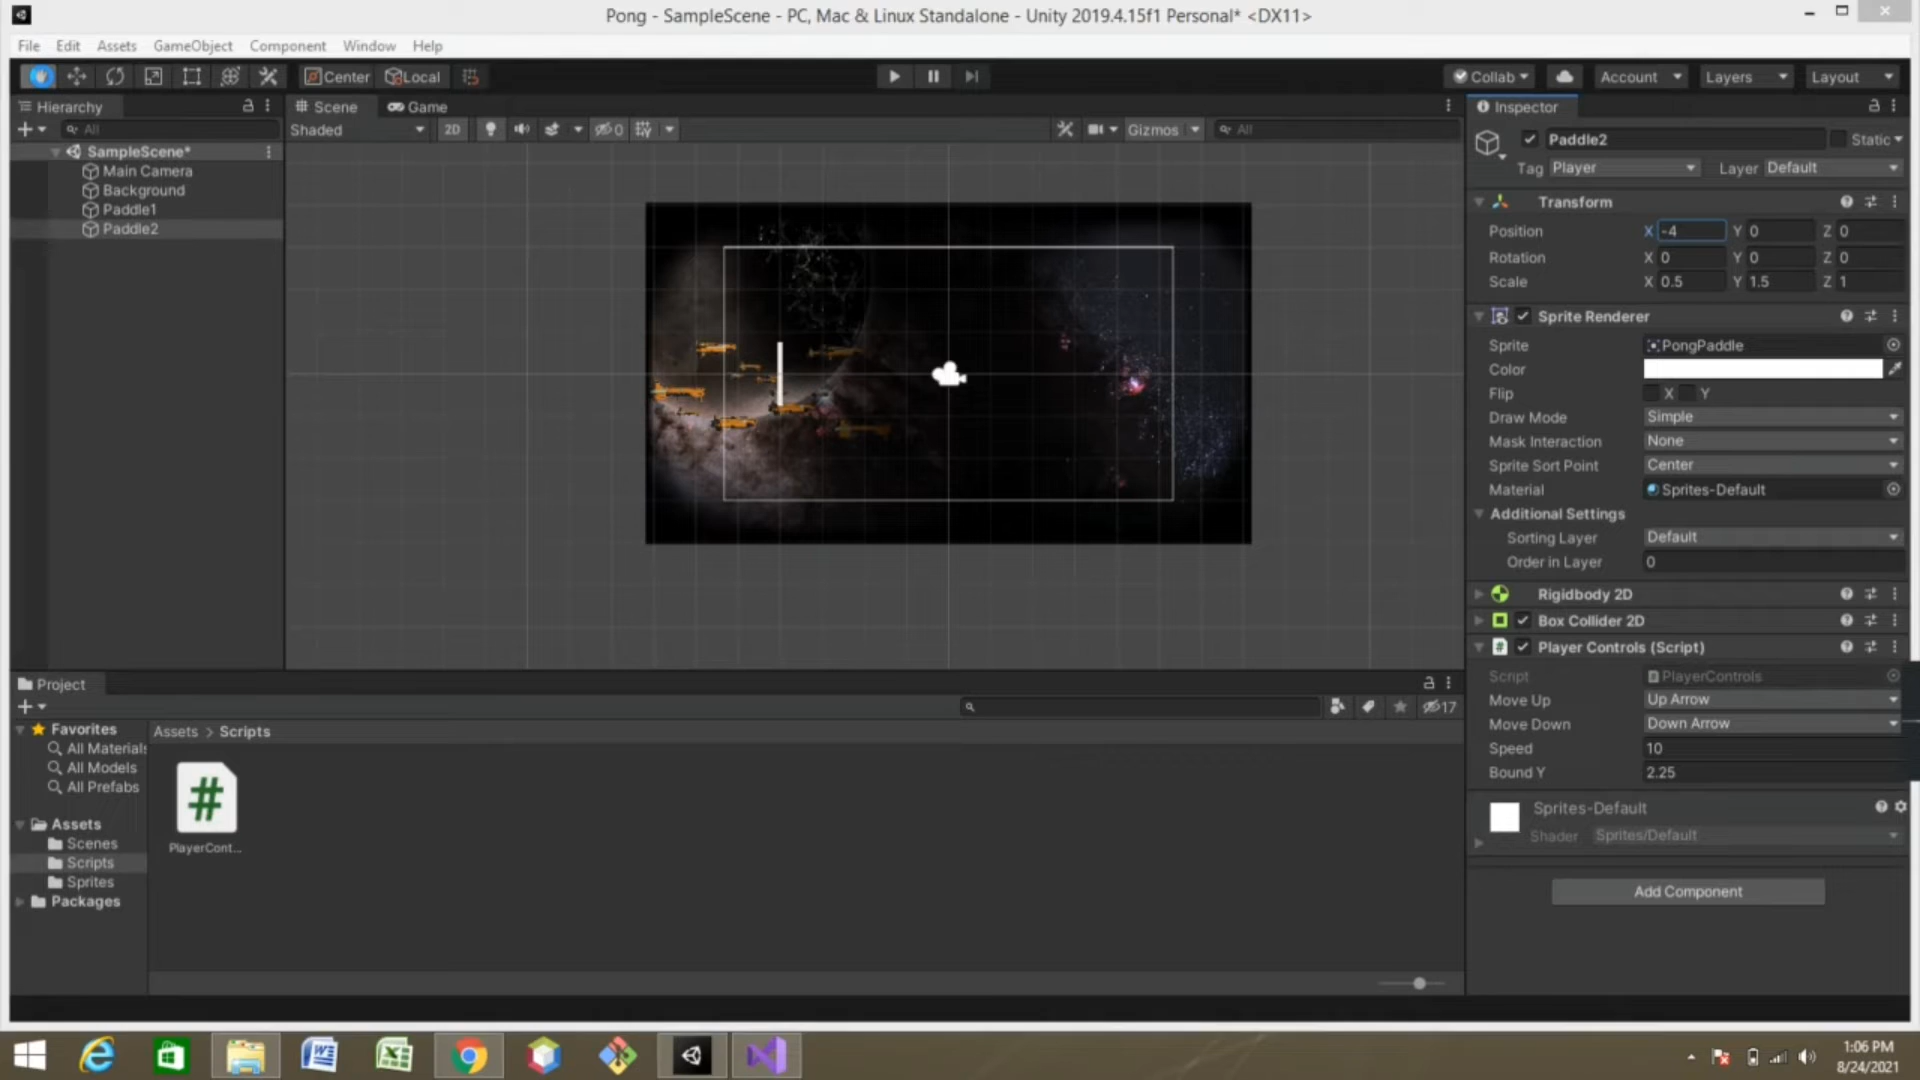 Pong - SampleScene - PC, Mac & Linux Standalone - Unity 2019.4.15f1 Personal* <DX11>
File Edit Assets GameObject Component Window Help
Center Local Collab Account Layers Layout
Hierarchy Scene Game Inspector
All Shaded 2D 0 Gizmos All
Paddle2 Static
SampleScene*
Main Camera
Background
Paddle1
Paddle2
Tag Player Layer Default
Transform
Position X -4 Y 0 Z 0
Rotation X 0 Y 0 Z 0
Scale X 0.5 Y 1.5 Z 1
Sprite Renderer
Sprite PongPaddle
Color
Flip X Y
Draw Mode Simple
Mask Interaction None
Sprite Sort Point Center
Material Sprites-Default
Additional Settings
Sorting Layer Default
Order in Layer 0
Rigidbody 2D
Box Collider 2D
Player Controls (Script)
Script PlayerControls
Move Up Up Arrow
Move Down Down Arrow
Speed 10
Bound Y 2.25
Sprites-Default
Shader Sprites/Default
Add Component
Project
17
Favorites
All Materials
All Models
All Prefabs
Assets
Scenes
Scripts
Sprites
Packages
Assets > Scripts
#
PlayerCont...
1:06 PM
8/24/2021